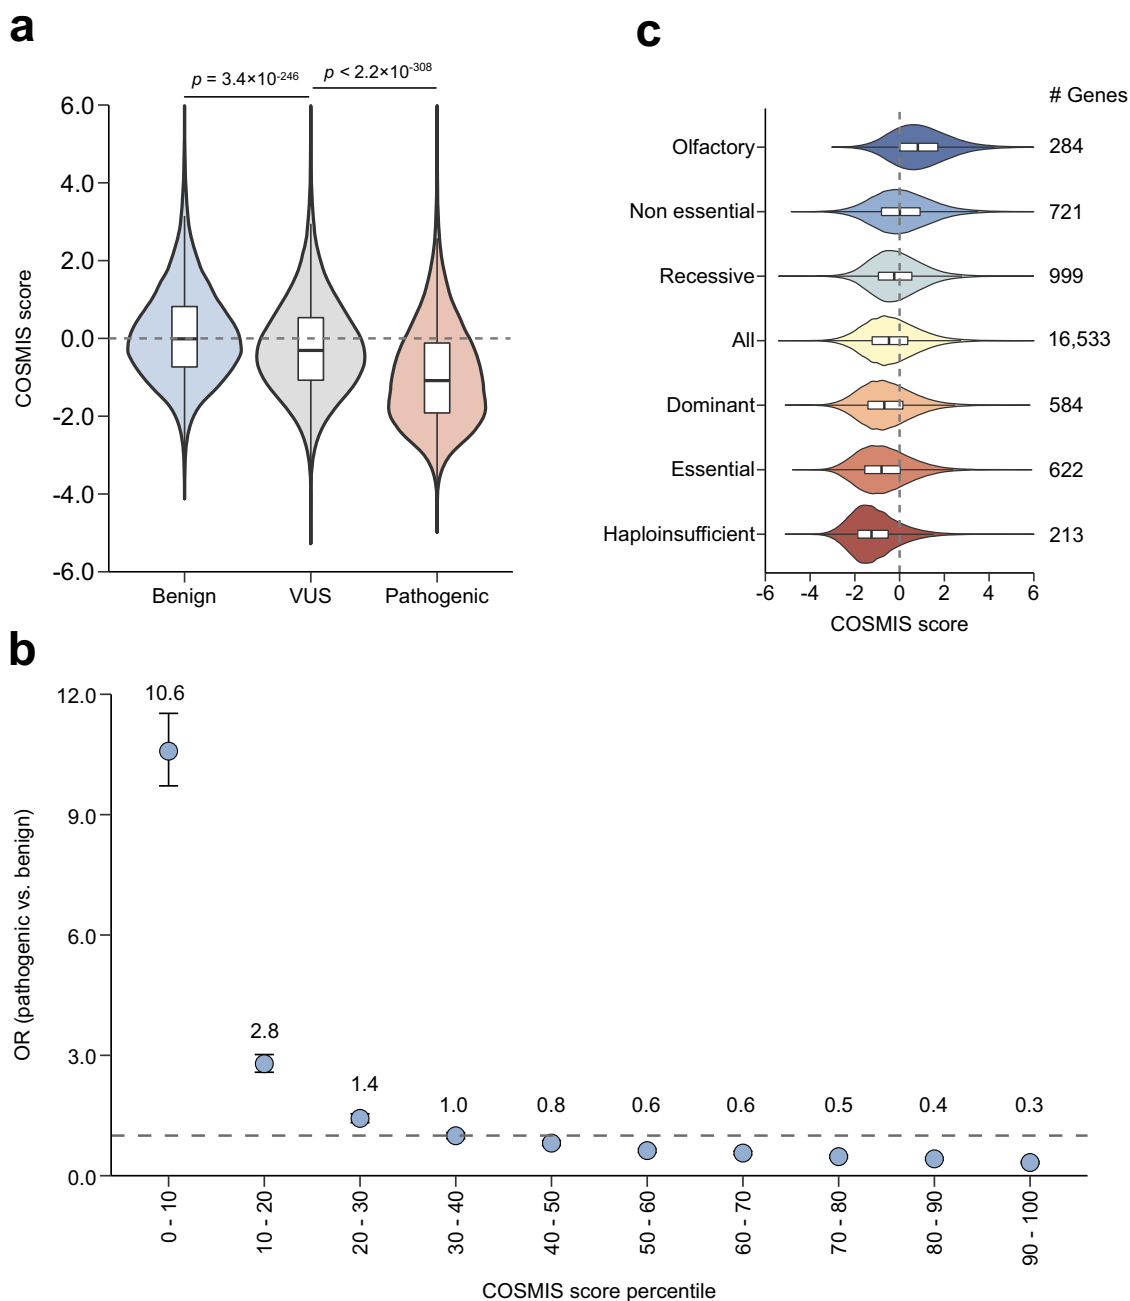 a
p = 3.4×10-246
p < 2.2×10-308
6.0
4.0
2.0
0.0
-2.0
-4.0
-6.0
COSMIS score
Benign
VUS
Pathogenic
c
# Genes
Olfactory
284
Non essential
721
Recessive
999
All
16,533
Dominant
584
Essential
622
Haploinsufficient
213
-6
-4
-2
0
2
4
6
COSMIS score
b
12.0
9.0
6.0
3.0
0.0
OR (pathogenic vs. benign)
10.6
2.8
1.4
1.0
0.8
0.6
0.6
0.5
0.4
0.3
0 - 10
10 - 20
20 - 30
30 - 40
40 - 50
50 - 60
60 - 70
70 - 80
80 - 90
90 - 100
COSMIS score percentile